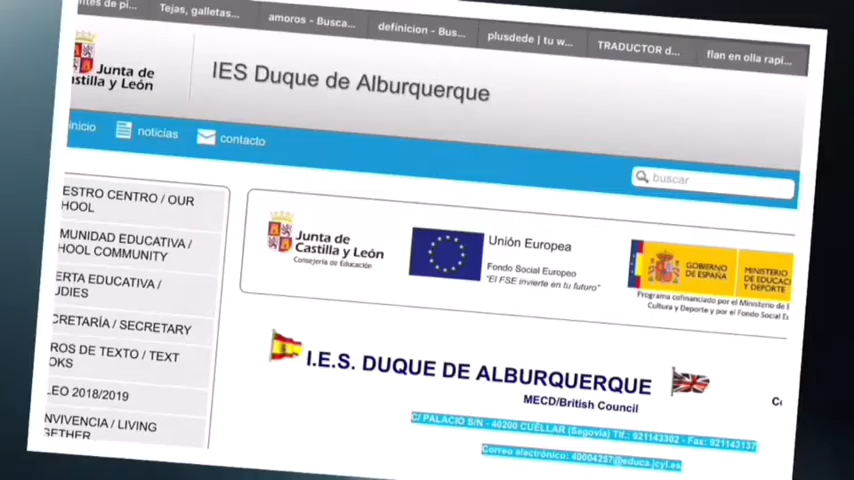 ntes de pi...
Tejas, galletas...
amoros - Busca...
definicion - Bus...
plusdede | tu w...
TRADUCTOR d...
flan en olla rapi...
Junta de
stilla y León
IES Duque de Alburquerque
inicio
noticias
contacto
buscar
ESTRO CENTRO / OUR
HOOL
MUNIDAD EDUCATIVA /
HOOL COMMUNITY
ERTA EDUCATIVA /
UDIES
CRETARÍA / SECRETARY
ROS DE TEXTO / TEXT
OKS
LEO 2018/2019
NVIVENCIA / LIVING
GETHER
Junta de
Castilla y León
Consejería de Educación
Unión Europea
Fondo Social Europeo
"El FSE invierte en tu futuro"
GOBIERNO
DE ESPAÑA
MINISTERIO
DE EDUCACI
Y DEPORTE
Programa cofinanciado por el Ministerio de E
Cultura y Deporte y por el Fondo Social E
I.E.S. DUQUE DE ALBURQUERQUE
MECD/British Council
C/ PALACIO S/N - 40200 CUÉLLAR (Segovia) Tlf.: 921143302 - Fax: 921143137
Correo electrónico: 40004257@educa.jcyl.es